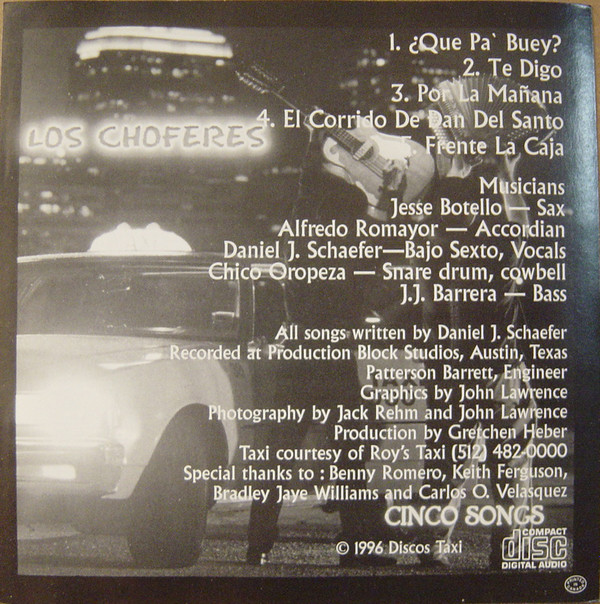 LOS CHOFERES
1. ¿Que Pa` Buey?
2. Te Digo
3. Por La Mañana
4. El Corrido De Dan Del Santo
5. Frente La Caja
Musicians
Jesse Botello — Sax
Alfredo Romayor — Accordian
Daniel J. Schaefer—Bajo Sexto, Vocals
Chico Oropeza — Snare drum, cowbell
J.J. Barrera — Bass
All songs written by Daniel J. Schaefer
Recorded at Production Block Studios, Austin, Texas
Patterson Barrett, Engineer
Graphics by John Lawrence
Photography by Jack Rehm and John Lawrence
Production by Gretchen Heber
Taxi courtesy of Roy's Taxi (512) 482-0000
Special thanks to : Benny Romero, Keith Ferguson,
Bradley Jaye Williams and Carlos O. Velasquez
CINCO SONGS
© 1996 Discos Taxi
COMPACT
disc
DIGITAL AUDIO